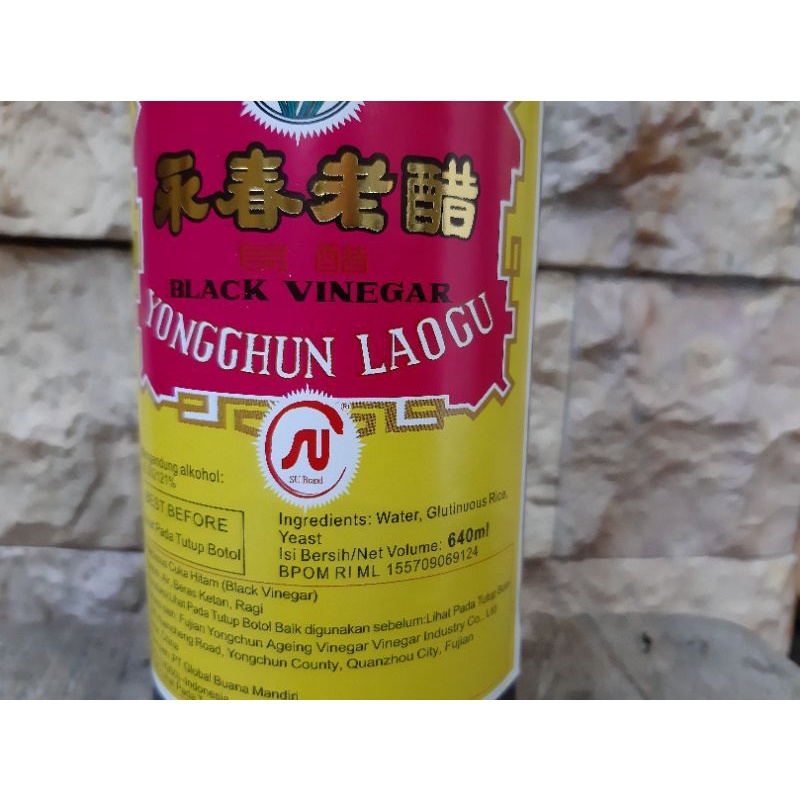 永春老醋
BLACK VINEGAR
YONGGHUN LAOCU
SU
SU Brand
alkohol:
BEST BEFORE
Pada Tutup Botol
Ingredients: Water, Glutinuous Rice,
Yeast
Isi Bersih/Net Volume: 640ml
BPOM RI ML 155709069124
Cuka Hitam (Black Vinegar)
Air, Beras Ketan, Ragi
Lihat Pada Tutup Botol Baik digunakan sebelum:Lihat Pada Tutup Botol
Fujian Yongchun Ageing Vinegar Vinegar Industry Co., Ltd
Road, Yongchun County, Quanzhou City, Fujian
PT Global Buana Mandiri
Indonesia